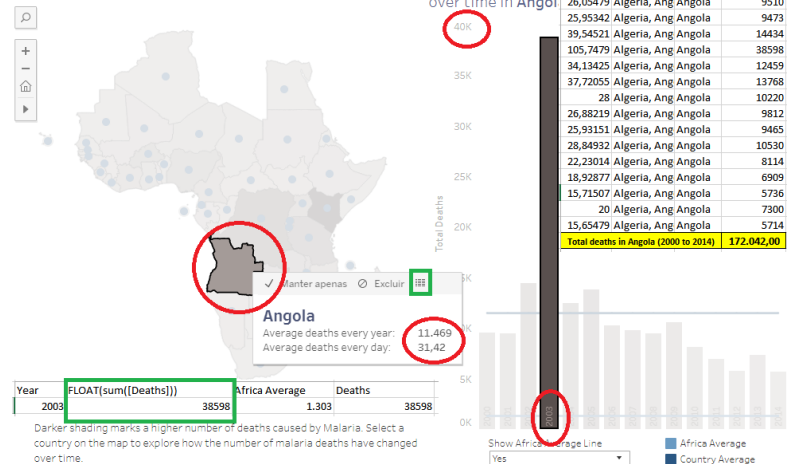 over time in Angol
40K
35K
30K
25K
20K
5K
0K
Total Deaths
26,05479 Algeria, Ang Angola 9510
25,95342 Algeria, Ang Angola 9473
39,54521 Algeria, Ang Angola 14434
105,7479 Algeria, Ang Angola 38598
34,13425 Algeria, Ang Angola 12459
37,72055 Algeria, Ang Angola 13768
28 Algeria, Ang Angola 10220
26,88219 Algeria, Ang Angola 9812
25,93151 Algeria, Ang Angola 9465
28,84932 Algeria, Ang Angola 10530
22,23014 Algeria, Ang Angola 8114
18,92877 Algeria, Ang Angola 6909
15,71507 Algeria, Ang Angola 5736
20 Algeria, Ang Angola 7300
15,65479 Algeria, Ang Angola 5714
Total deaths in Angola (2000 to 2014) 172.042,00
Manter apenas Excluir
Angola
Average deaths every year: 11.469
Average deaths every day: 31,42
Year FLOAT(sum([Deaths])) Africa Average Deaths
2003 38598 1.303 38598
2003
Darker shading marks a higher number of deaths caused by Malaria. Select a
country on the map to explore how the number of malaria deaths have changed
over time.
Show Africa Average Line
Yes
Africa Average
Country Average